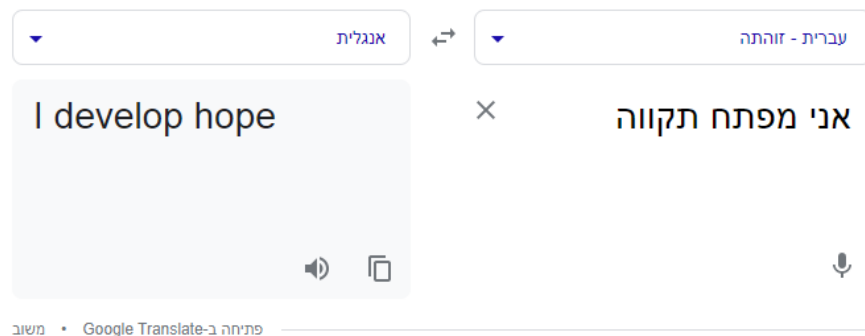 עברית - זוהתה
אנגלית
אני מפתח תקווה
I develop hope
פתיחה ב-Google Translate • משוב